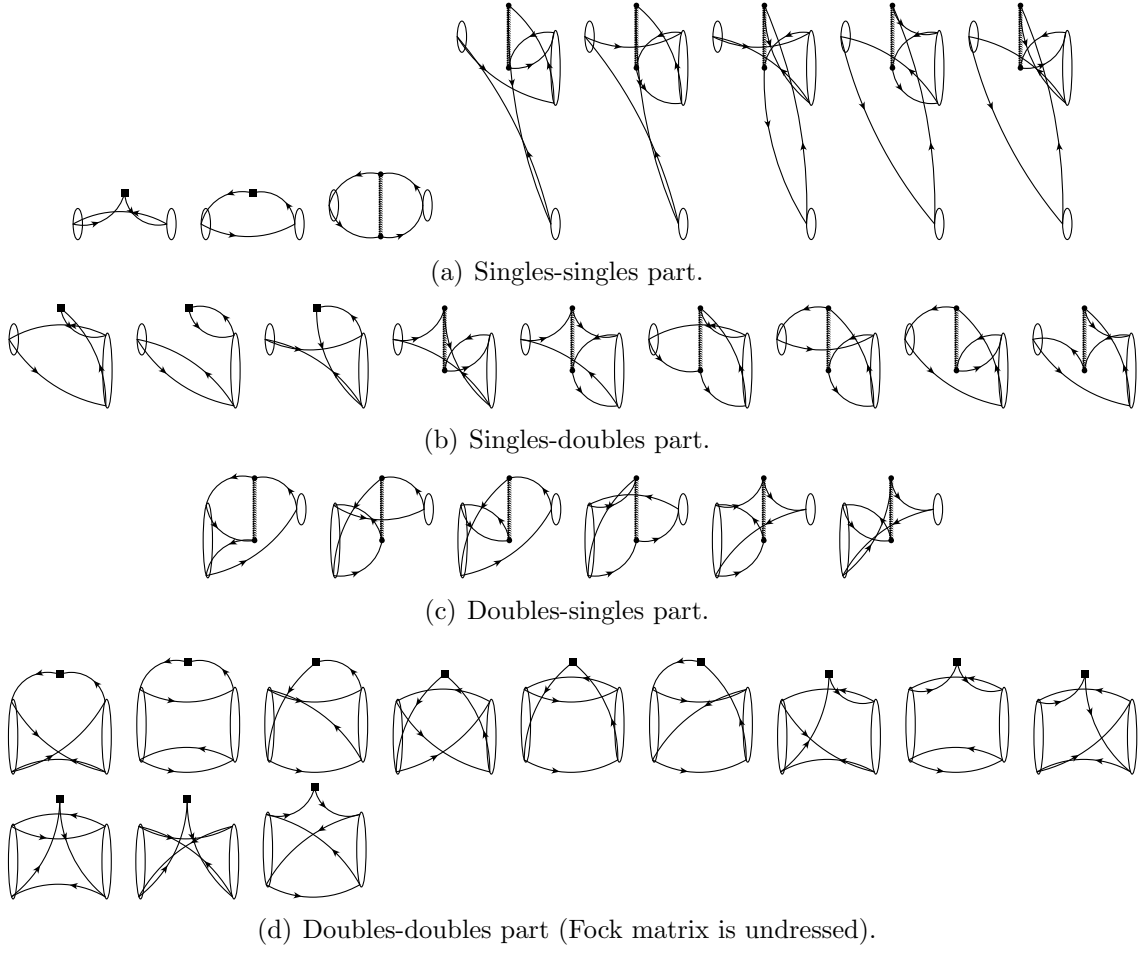 (a) Singles-singles part.
(b) Singles-doubles part.
(c) Doubles-singles part.
(d) Doubles-doubles part (Fock matrix is undressed).